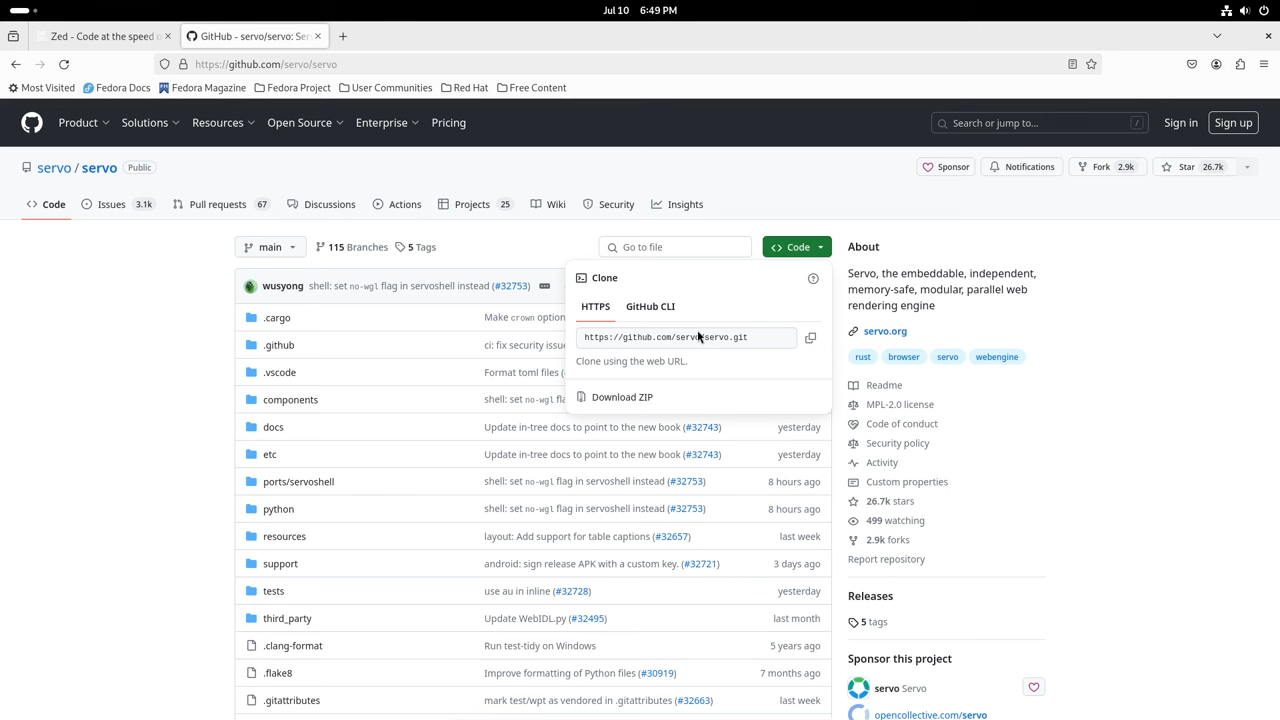 Jul 10 6:49 PM
Zed - Code at the speed o
GitHub - servo/servo: Ser
https://github.com/servo/servo
Most Visited Fedora Docs Fedora Magazine Fedora Project User Communities Red Hat Fen Content
Product Solutions Resources Open Source Enterprise Pricing Search or jump to... / Sign in Sign up
servo / servo Public Sponsor Notifications Fork 2.9k Star 26.7k
Code Issues 3.1k Pull requests 67 Discussions Actions Projects 25 Wiki Security Insights
main 115 Branches 5 Tags Go to file Code
Clone
HTTPS GitHub CLI
https://github.com/servo/servo.git
Clone using the web URL.
Download ZIP
wusyong shell: set no-wgl flag in servoshell instead (#32753)
.cargo Make crown option
.github ci: fix security issue
.vscode Format toml files (
components shell: set no-wgl fla
docs Update in-tree docs to point to the new book (#32743) yesterday
etc Update in-tree docs to point to the new book (#32743) yesterday
ports/servoshell shell: set no-wgl flag in servoshell instead (#32753) 8 hours ago
python shell: set no-wgl flag in servoshell instead (#32753) 8 hours ago
resources layout: Add support for table captions (#32657) last week
support android: sign release APK with a custom key. (#32721) 3 days ago
tests use au in inline (#32728) yesterday
third_party Update WebIDL.py (#32495) last month
.clang-format Run test-tidy on Windows 5 years ago
.flake8 Improve formatting of Python files (#30919) 7 months ago
.gitattributes mark test/wpt as vendored in .gitattributes (#32663) last week
About
Servo, the embeddable, independent,
memory-safe, modular, parallel web
rendering engine
servo.org
rust browser servo webengine
Readme
MPL-2.0 license
Code of conduct
Security policy
Activity
Custom properties
26.7k stars
499 watching
2.9k forks
Report repository
Releases
5 tags
Sponsor this project
servo Servo
opencollective.com/servo